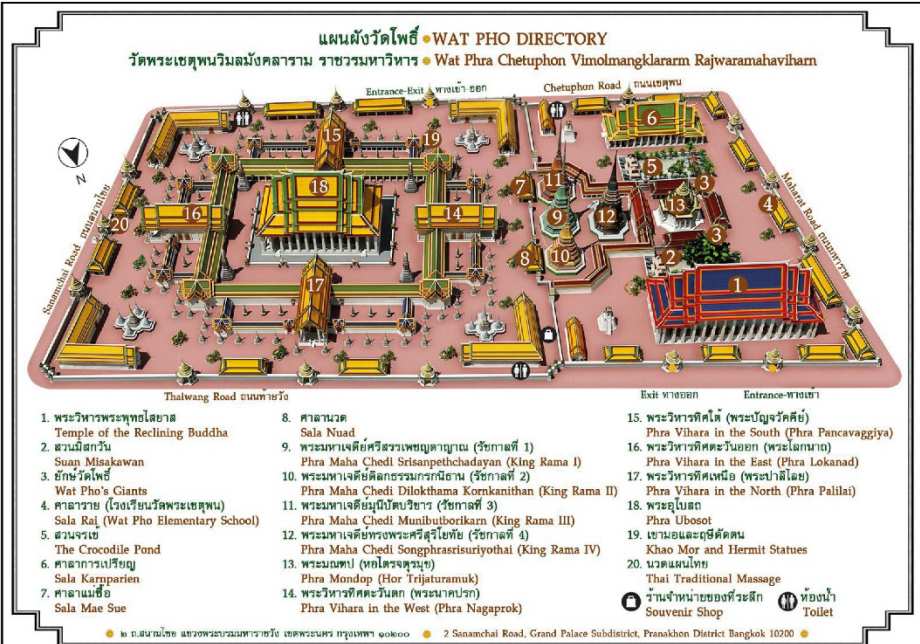 แผนผังวัดโพธิ์ WAT PHO DIRECTORY
วัดพระเชตุพนวิมลมังคลาราม ราชวรมหาวิหาร Wat Phra Chetuphon Vimolmangklararm Rajwaramahaviharn
Entrance-Exit ทางเข้า-ออก
Chetuphon Road ถนนเชตุพน
N
Sanamchai Road ถนนสนามไชย
Maharat Road ถนนมหาราช
15
19
6
5
18
16
14
20
7
11
9
12
13
3
4
3
8
10
2
1
17
Thaiwang Road ถนนท้ายวัง
Exit ทางออก
Entrance-ทางเข้า
1. พระวิหารพระพุทธไสยาส
Temple of the Reclining Buddha
2. สวนมิสกวัน
Suan Misakawan
3. ยักษ์วัดโพธิ์
Wat Pho's Giants
4. ศาลาราย (โรงเรียนวัดพระเชตุพน)
Sala Rai (Wat Pho Elementary School)
5. สวนจรเข้
The Crocodile Pond
6. ศาลาการเปรียญ
Sala Karnparien
7. ศาลาแม่ซื้อ
Sala Mae Sue
8. ศาลานวด
Sala Nuad
9. พระมหาเจดีย์ศรีสรรเพชญดาญาณ (รัชกาลที่ 1)
Phra Maha Chedi Srisanpethchadayan (King Rama I)
10. พระมหาเจดีย์ดิลกธรรมกรกนิธาน (รัชกาลที่ 2)
Phra Maha Chedi Dilokthama Kornkanithan (King Rama II)
11. พระมหาเจดีย์มุนีบัตบริขาร (รัชกาลที่ 3)
Phra Maha Chedi Munibutborikarn (King Rama III)
12. พระมหาเจดีย์ทรงพระศรีสุริโยทัย (รัชกาลที่ 4)
Phra Maha Chedi Songphrasrisuriyothai (King Rama IV)
13. พระมณฑป (หอไตรจตุรมุข)
Phra Mondop (Hor Trijaturamuk)
14. พระวิหารทิศตะวันตก (พระนาคปรก)
Phra Vihara in the West (Phra Nagaprok)
15. พระวิหารทิศใต้ (พระปัญจวัคคีย์)
Phra Vihara in the South (Phra Pancavaggiya)
16. พระวิหารทิศตะวันออก (พระโลกนาถ)
Phra Vihara in the East (Phra Lokanad)
17. พระวิหารทิศเหนือ (พระปาลิไลย)
Phra Vihara in the North (Phra Palilai)
18. พระอุโบสถ
Phra Ubosot
19. เขามอและฤษีดัดตน
Khao Mor and Hermit Statues
20. นวดแผนไทย
Thai Traditional Massage
ร้านจำหน่ายของที่ระลึก
Souvenir Shop
ห้องน้ำ
Toilet
๒ ถ.สนามไชย แขวงพระบรมมหาราชวัง เขตพระนคร กรุงเทพฯ ๑๐๒๐๐ 2 Sanamchai Road, Grand Palace Subdistrict, Pranakhon District Bangkok 10200